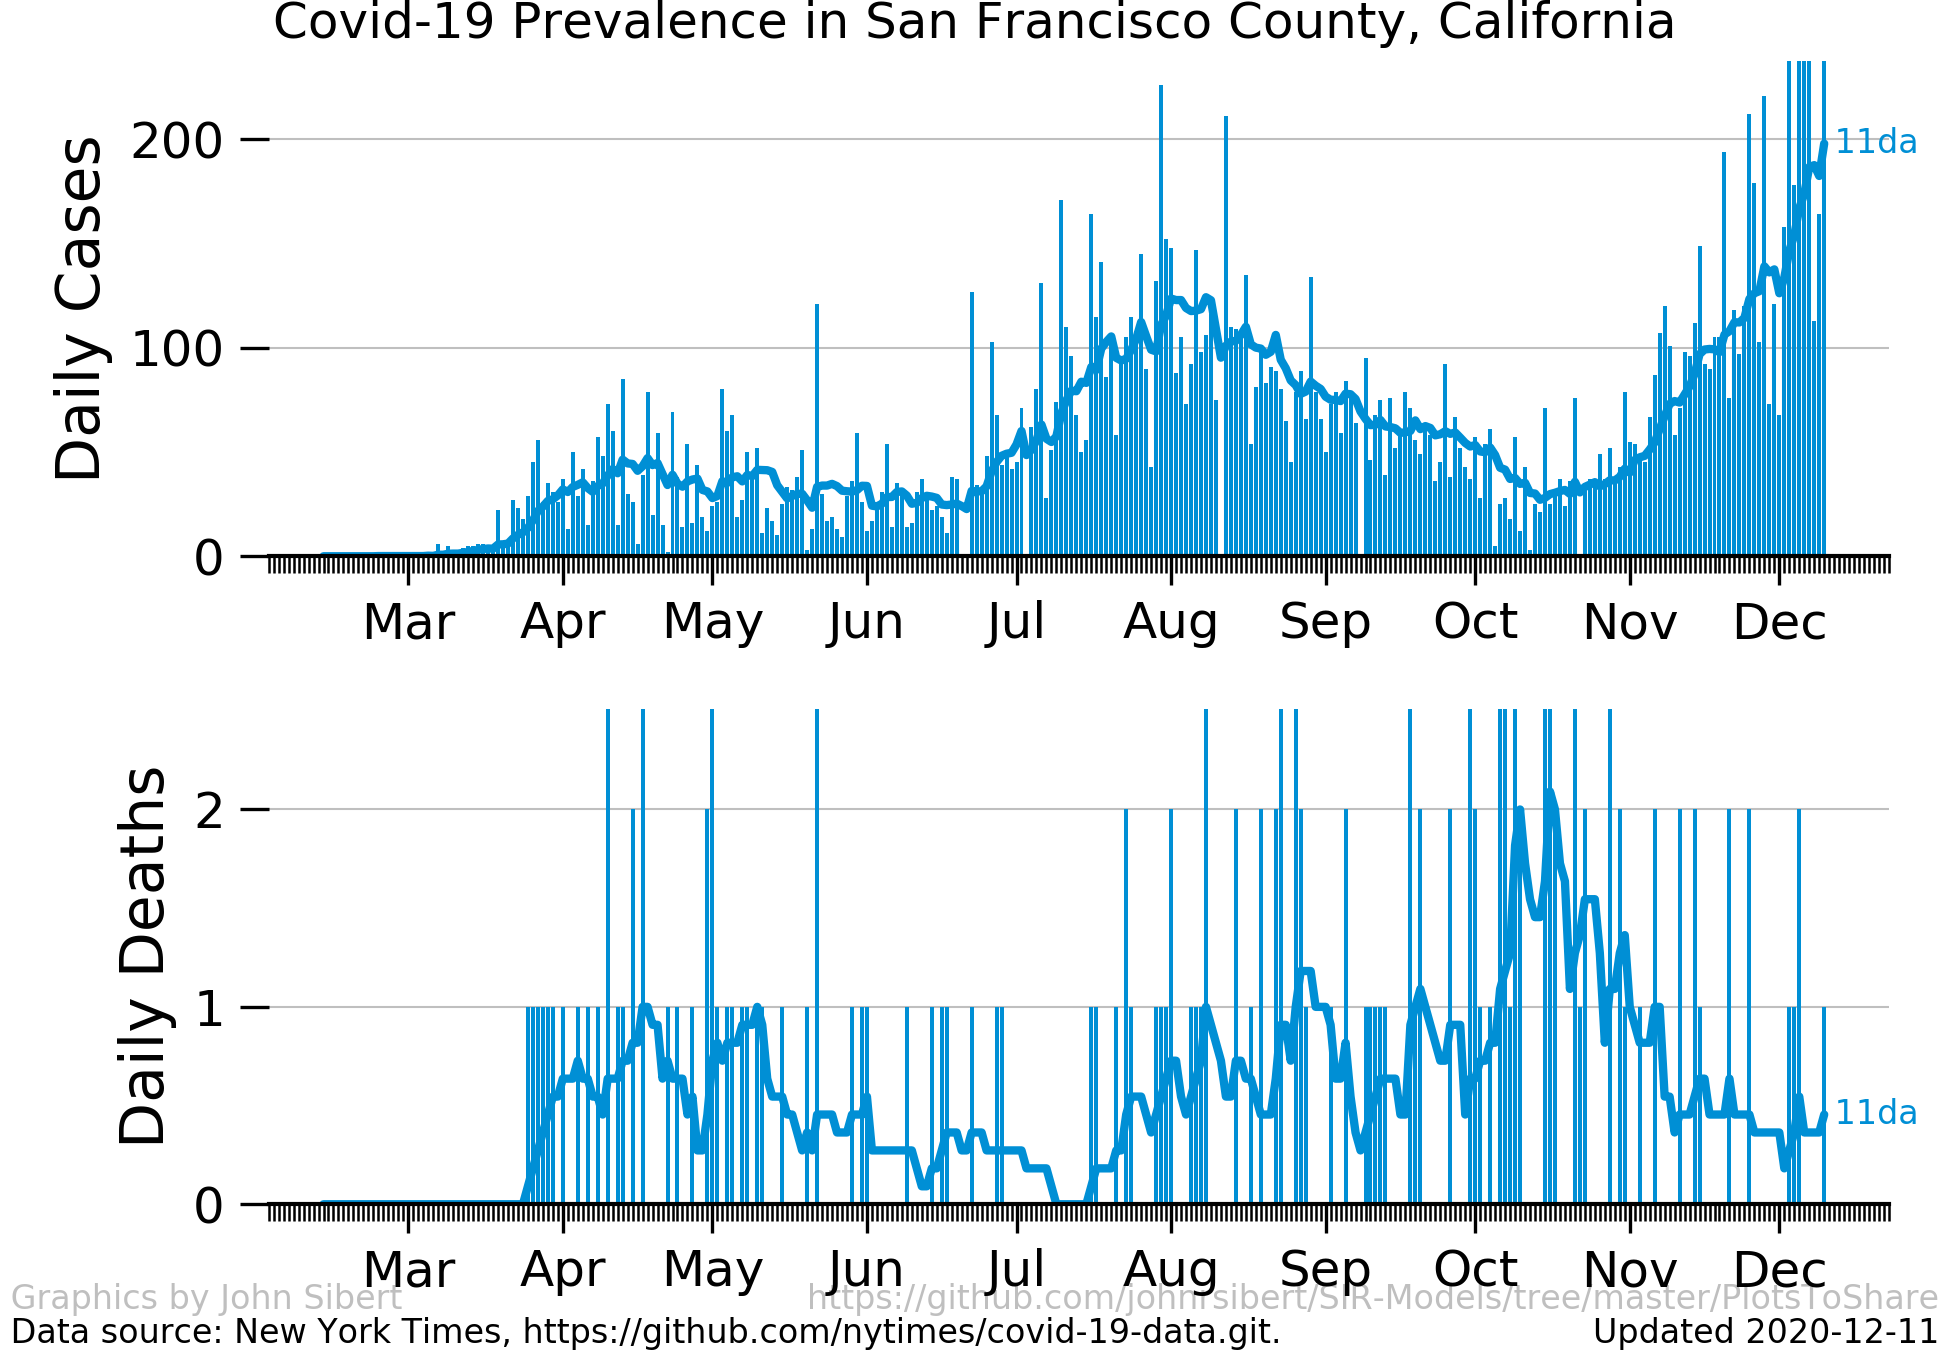 Covid-19 Prevalence in San Francisco County, California
Daily Cases
200
100
0
11da
Mar Apr May Jun Jul Aug Sep Oct Nov Dec
Daily Deaths
2
1
0
11da
Mar Apr May Jun Jul Aug Sep Oct Nov Dec
Graphics by John Sibert https://github.com/johnrsibert/SIR-Models/tree/master/PlotsToShare
Data source: New York Times, https://github.com/nytimes/covid-19-data.git. Updated 2020-12-11